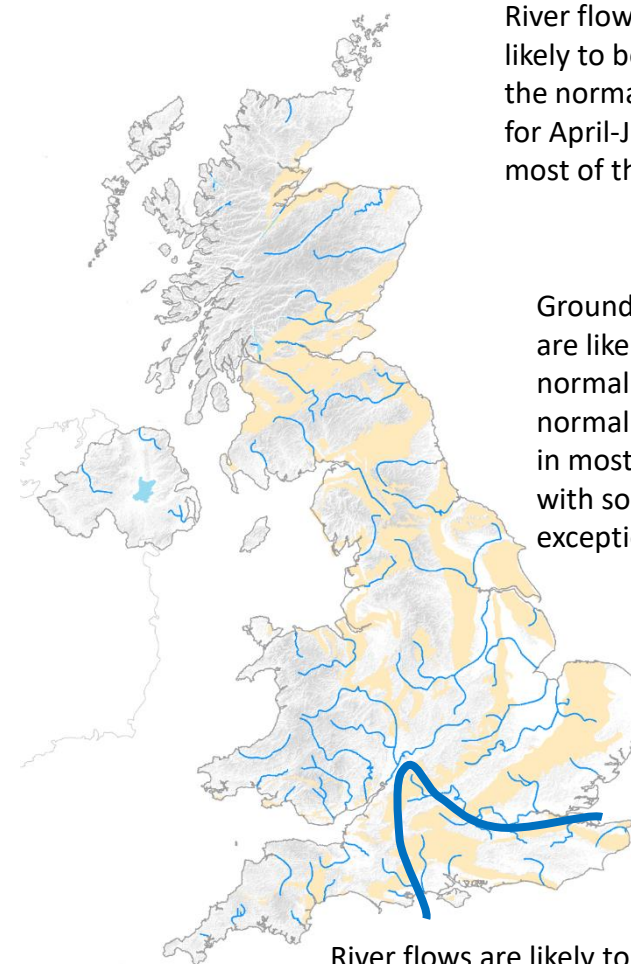 River flow
likely to be
the norma
for April-J
most of th
Ground
are like
normal
normal
in most
with so
exceptio
River flows are likely to